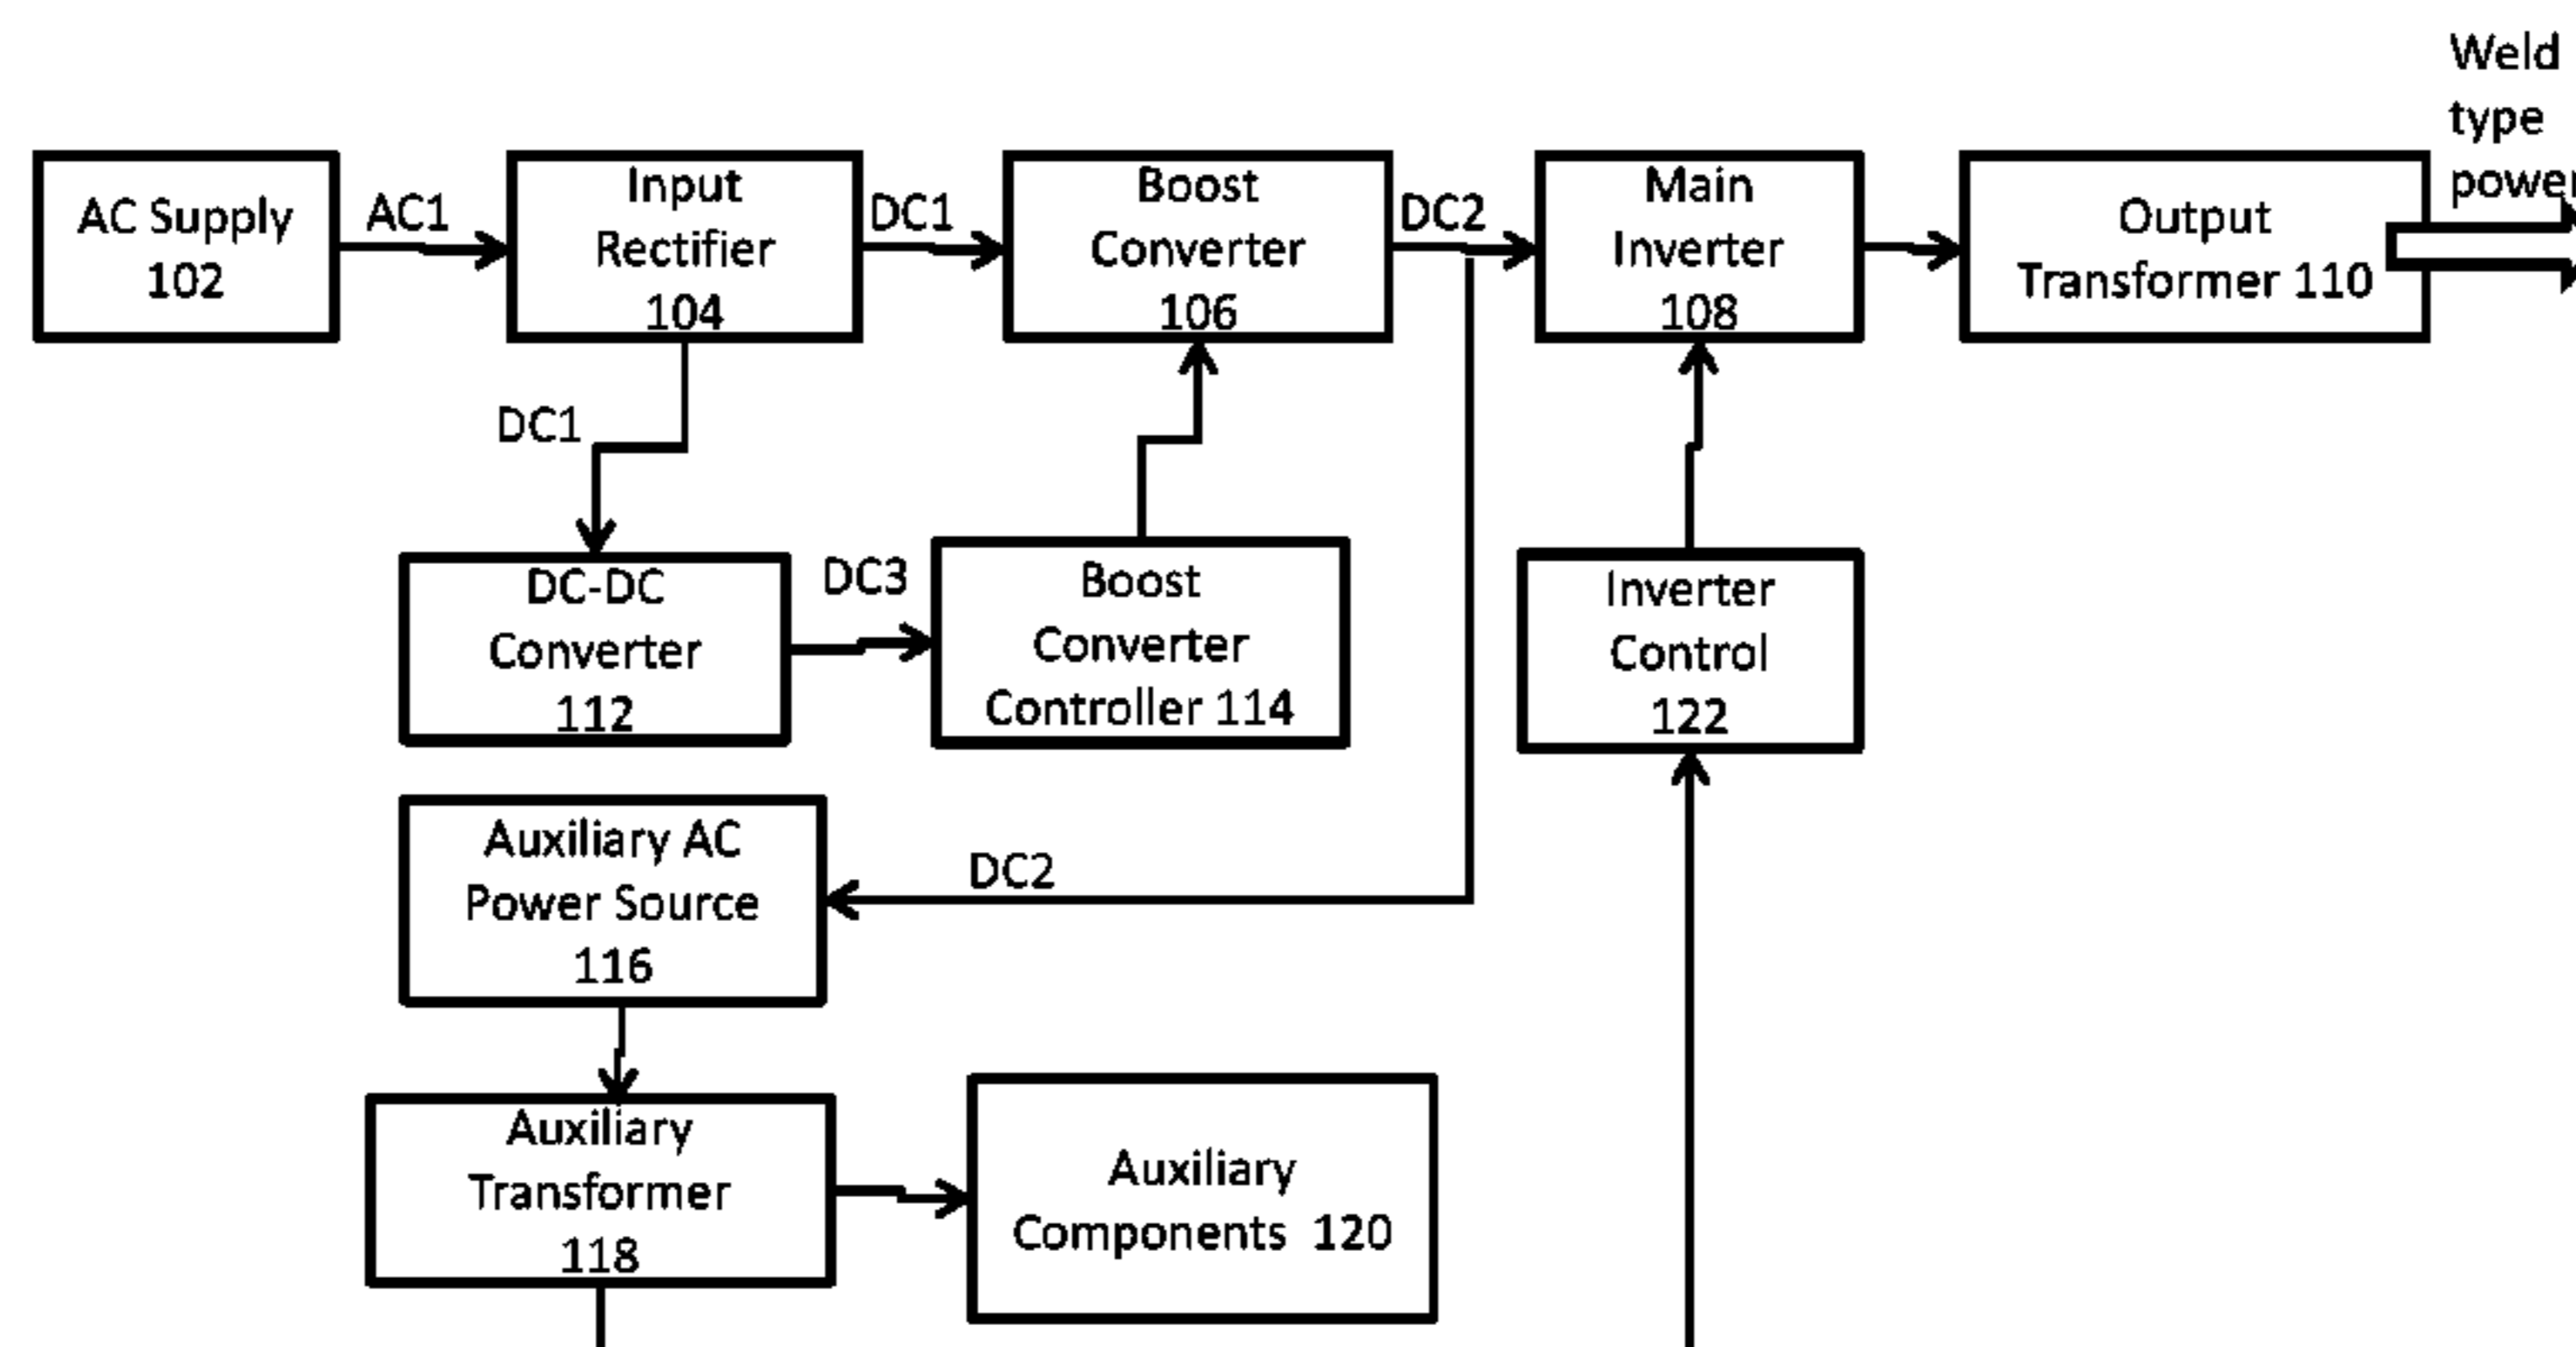 Weld
type
power
AC Supply
102
AC1
Input
Rectifier
104
DC1
Boost
Converter
106
DC2
Main
Inverter
108
Output
Transformer 110
DC1
DC-DC
Converter
112
DC3
Boost
Converter
Controller 114
Inverter
Control
122
Auxiliary AC
Power Source
116
DC2
Auxiliary
Transformer
118
Auxiliary
Components 120